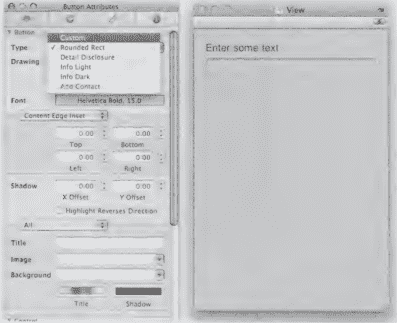 Button Attributes
Button
Type
Custom
Rounded Rect
Detail Disclosure
Info Light
Info Dark
Add Contact
Drawing
Font
Helvetica Bold, 15.0
Content Edge Inset
0.00
0.00
Top
Bottom
0.00
0.00
Left
Right
Shadow
0.00
0.00
X Offset
Y Offset
Highlight Reverses Direction
All
Title
Image
Background
Title
Shadow
Control
View
Enter some text